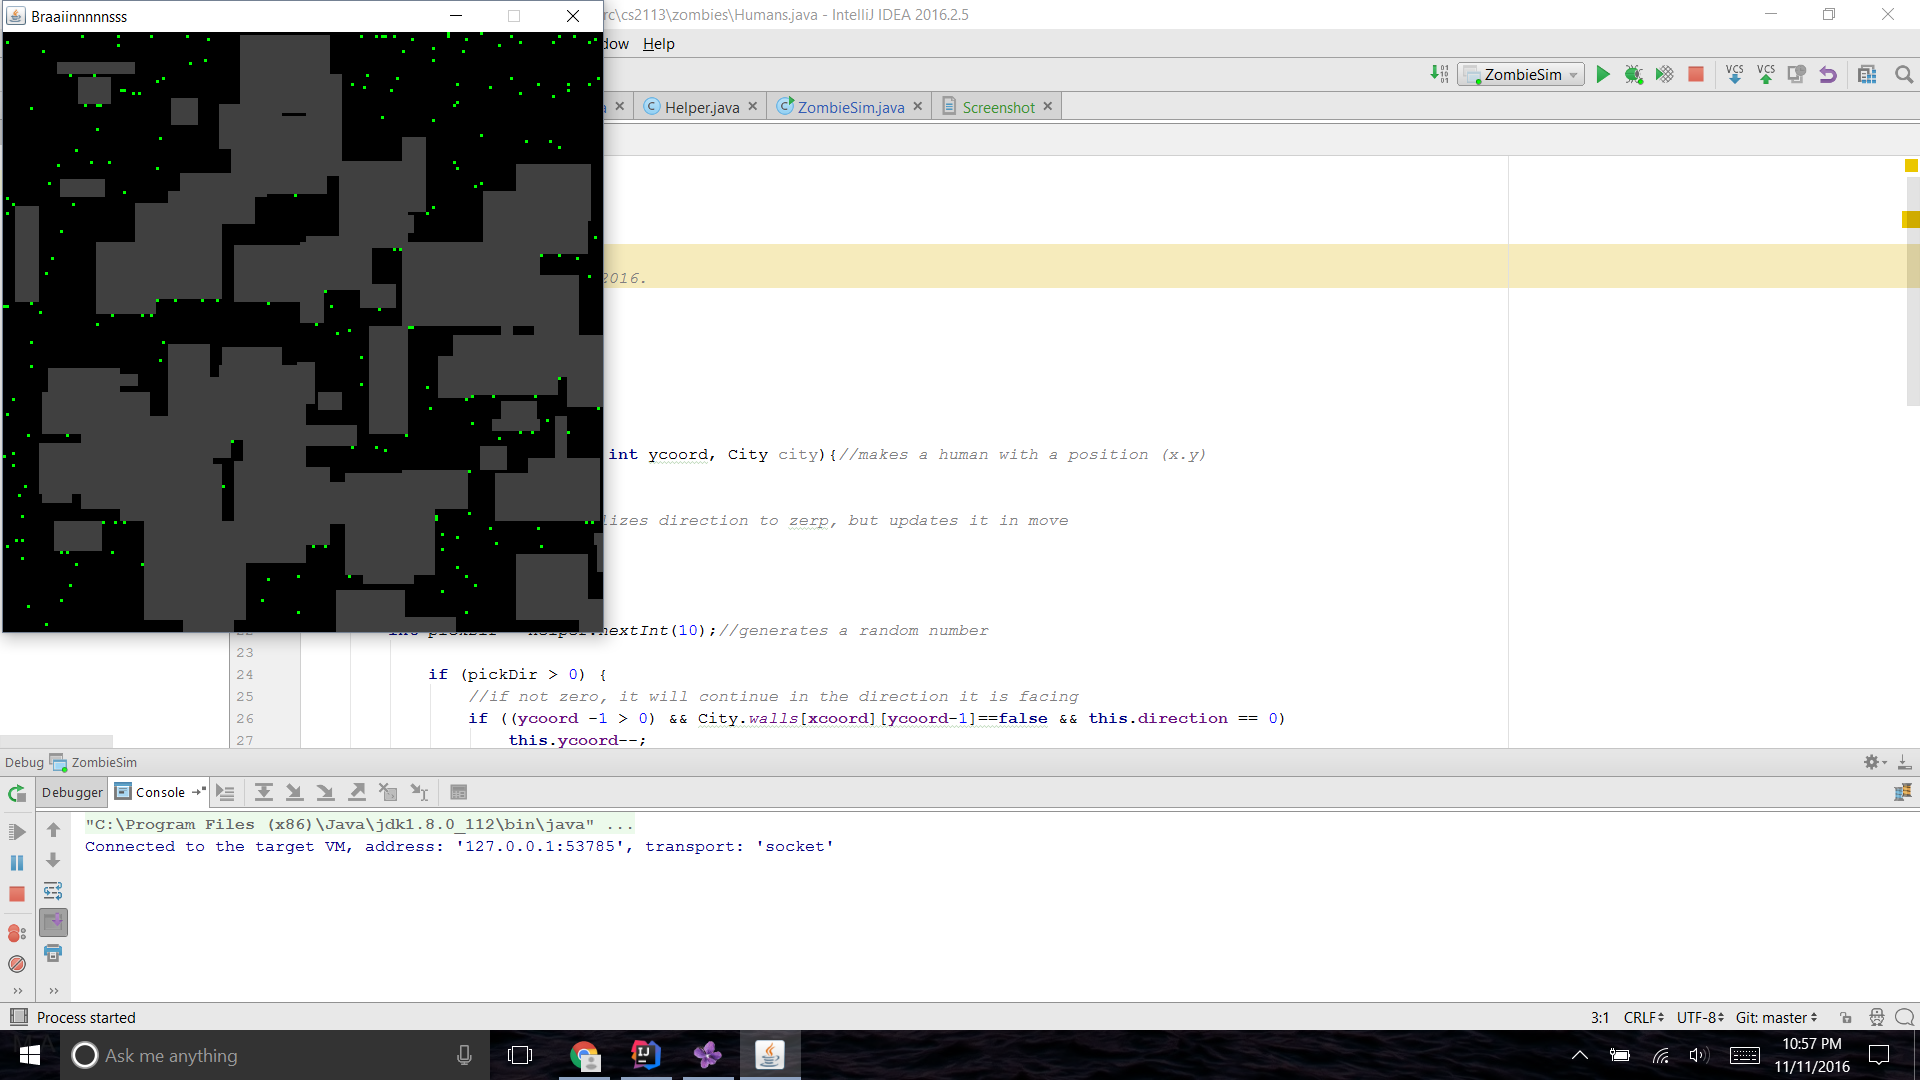 Braaiinnnnnsss
rc\cs2113\zombies\Humans.java - IntelliJ IDEA 2016.2.5
dow Help
ZombieSim
VCS VCS
Helper.java ZombieSim.java Screenshot
2016.
int ycoord, City city){//makes a human with a position (x.y)
lizes direction to zerp, but updates it in move
nextInt(10);//generates a random number
23
24 if (pickDir > 0) {
25 //if not zero, it will continue in the direction it is facing
26 if ((ycoord -1 > 0) && City.walls[xcoord][ycoord-1]==false && this.direction == 0)
27 this.ycoord--;
Debug ZombieSim
Debugger Console
"C:\Program Files (x86)\Java\jdk1.8.0_112\bin\java" ...
Connected to the target VM, address: '127.0.0.1:53785', transport: 'socket'
Process started 3:1 CRLF UTF-8 Git: master
Ask me anything
10:57 PM
11/11/2016